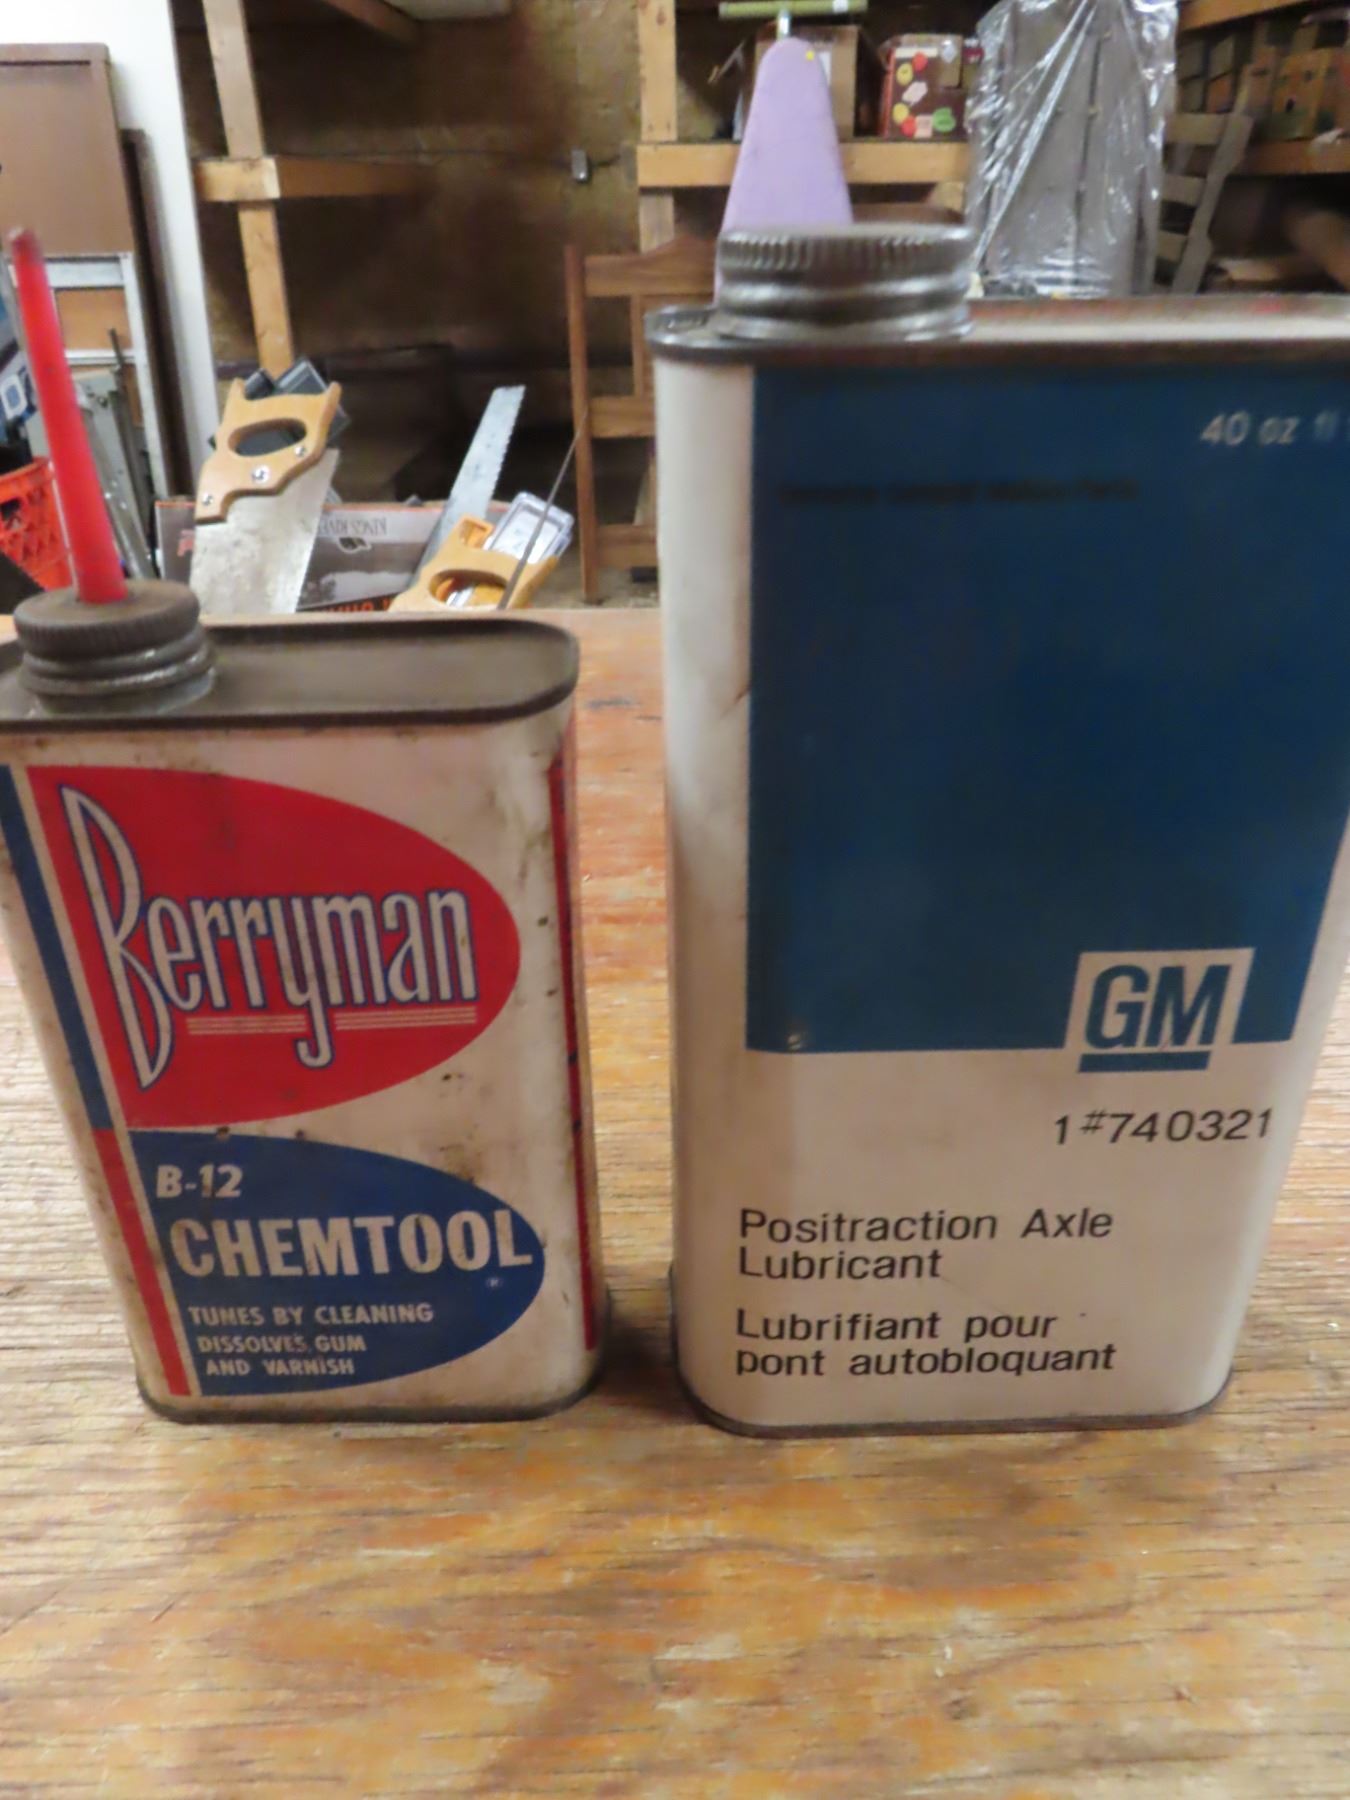 Berryman
B-12
CHEMTOOL
®
TUNES BY CLEANING
DISSOLVES GUM
AND VARNISH
40 oz fl
GM
1 #740321
Positraction Axle
Lubricant
Lubrifiant pour
pont autobloquant